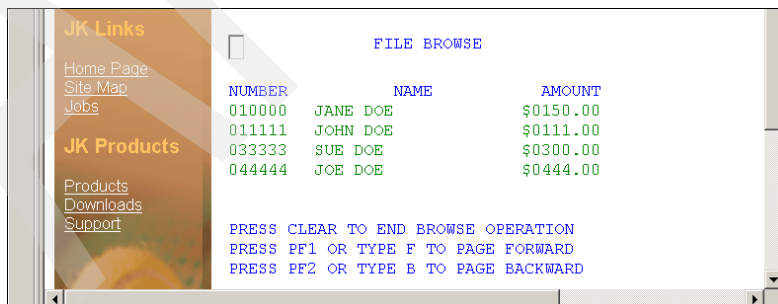 JK Links
Home Page
Site Map
Jobs
JK Products
Products
Downloads
Support
FILE BROWSE
NUMBER NAME AMOUNT
010000 JANE DOE $0150.00
011111 JOHN DOE $0111.00
033333 SUE DOE $0300.00
044444 JOE DOE $0444.00
PRESS CLEAR TO END BROWSE OPERATION
PRESS PF1 OR TYPE F TO PAGE FORWARD
PRESS PF2 OR TYPE B TO PAGE BACKWARD